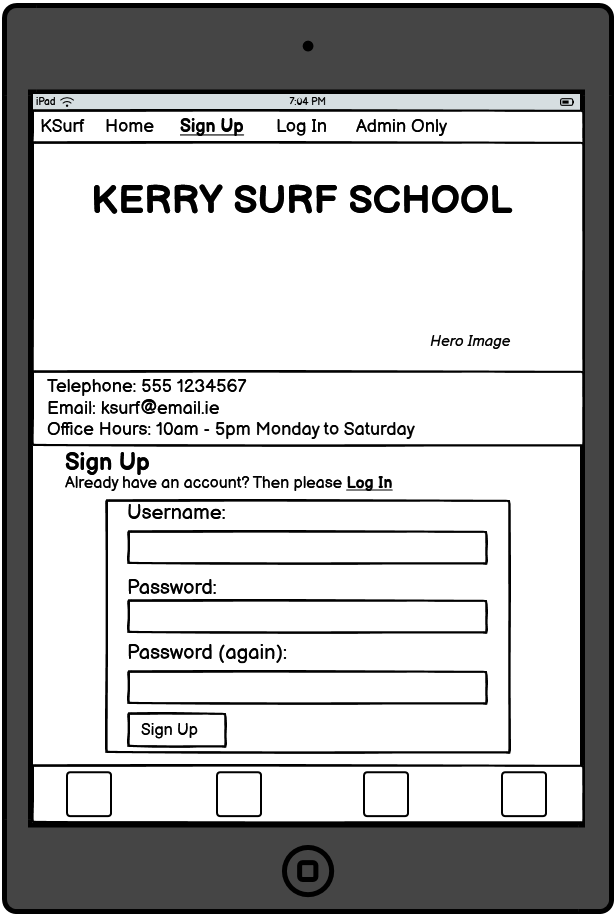 iPad 7:04 PM
KSurf Home Sign Up Log In Admin Only
KERRY SURF SCHOOL
Hero Image
Telephone: 555 1234567
Email: ksurf@email.ie
Office Hours: 10am - 5pm Monday to Saturday
Sign Up
Already have an account? Then please Log In
Username:
Password:
Password (again):
Sign Up